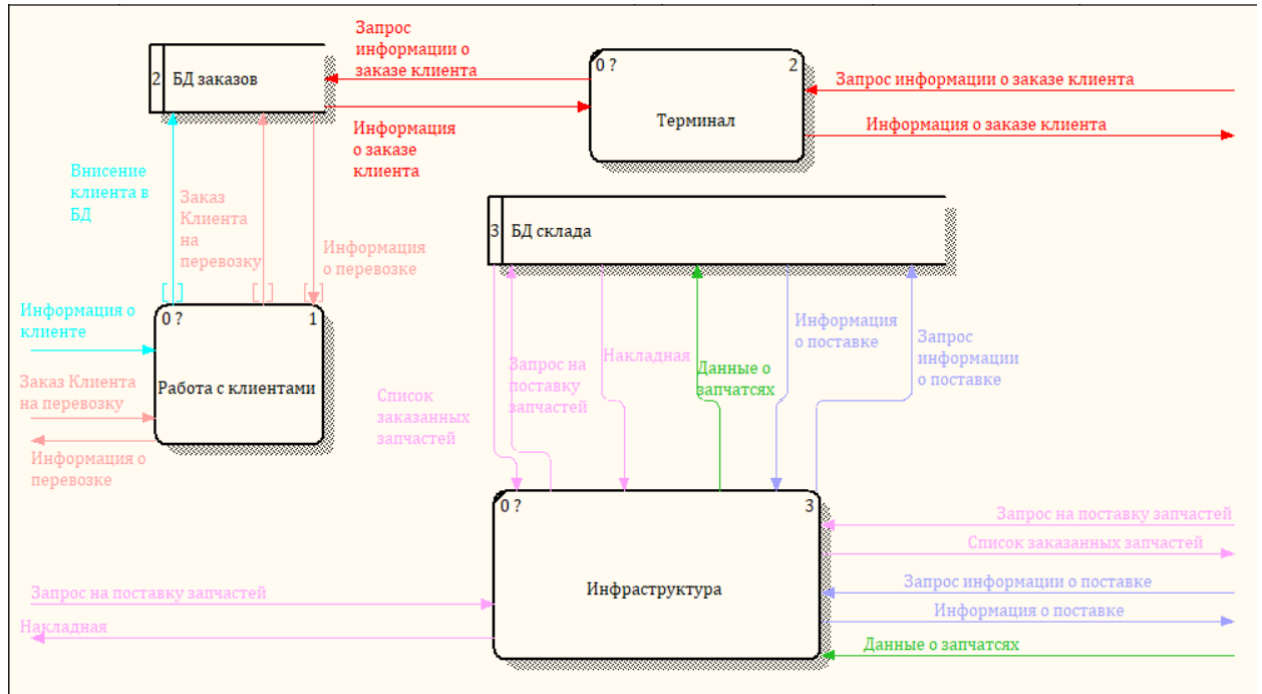 Запрос
информации о
заказе клиента
2
БД заказов
0 ?
2
Терминал
Запрос информации о заказе клиента
Информация о заказе клиента
Информация
о заказе
клиента
Внисение
клиента в
БД
Заказ
Клиента
на
перевозку
Информация
о перевозке
3
БД склада
Информация о
клиенте
0 ?
1
Работа с клиентами
Заказ Клиента
на перевозку
Информация о
перевозке
Список
заказанных
запчастей
Запрос на
поставку
запчастей
Накладная
Данные о
запчатсях
Информация
о поставке
Запрос
информации
о поставке
0 ?
3
Инфраструктура
Запрос на поставку запчастей
Список заказанных запчастей
Запрос информации о поставке
Информация о поставке
Данные о запчатсях
Запрос на поставку запчастей
Накладная